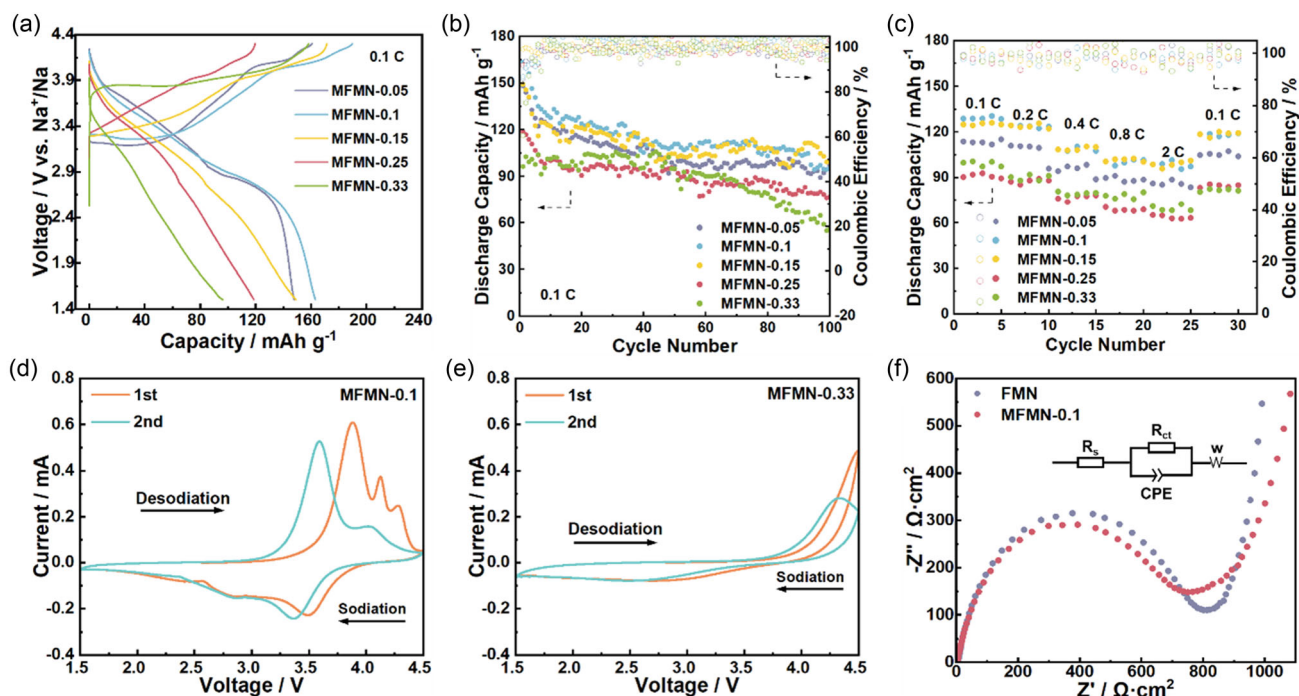 (a)
4.3
3.9
3.6
3.3
2.4
1.9
1.4
Voltage / V vs. Na⁺/Na
0.1 C
MFMN-0.05
MFMN-0.1
MFMN-0.15
MFMN-0.25
MFMN-0.33
0 40 80 120 160 200 240
Capacity / mAh g⁻¹
(b)
180
150
120
90
60
30
0
Discharge Capacity / mAh g⁻¹
MFMN-0.05
MFMN-0.1
MFMN-0.15
MFMN-0.25
MFMN-0.33
0.1 C
0 20 40 60 80 100
Cycle Number
100
80
60
40
20
0
-20
Coulombic Efficiency / %
(c)
180
150
120
90
60
30
0
Discharge Capacity / mAh g⁻¹
0.1 C
0.2 C
0.4 C
0.8 C
2 C
0.1 C
MFMN-0.05
MFMN-0.1
MFMN-0.15
MFMN-0.25
MFMN-0.33
0 5 10 15 20 25 30
Cycle Number
100
80
60
40
20
0
Coulombic Efficiency / %
(d)
0.8
0.6
0.4
0.2
0.0
-0.2
-0.4
Current / mA
1st
2nd
MFMN-0.1
Desodiation
Sodiation
1.5 2.0 2.5 3.0 3.5 4.0 4.5
Voltage / V
(e)
0.8
0.6
0.4
0.2
0.0
-0.2
-0.4
Current / mA
1st
2nd
MFMN-0.33
Desodiation
Sodiation
1.5 2.0 2.5 3.0 3.5 4.0 4.5
Voltage / V
(f)
600
500
400
300
200
100
0
-Z'' / Ω·cm²
FMN
MFMN-0.1
Rs
Rct
CPE
w
0 200 400 600 800 1000
Z' / Ω·cm²